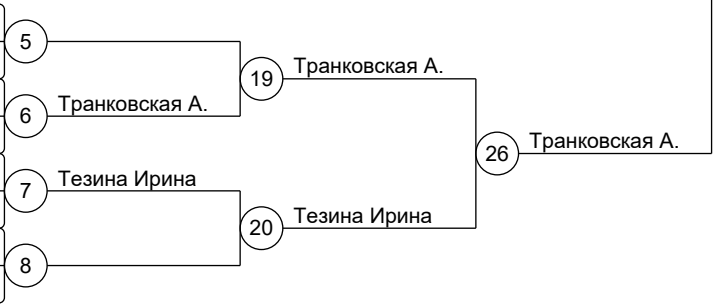 5
19 Транковская А.
6 Транковская А.
26 Транковская А.
7 Тезина Ирина
20 Тезина Ирина
8